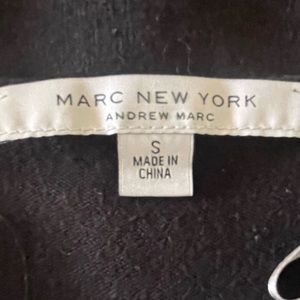 MARC NEW YORK
ANDREW MARC
S
MADE IN
CHINA